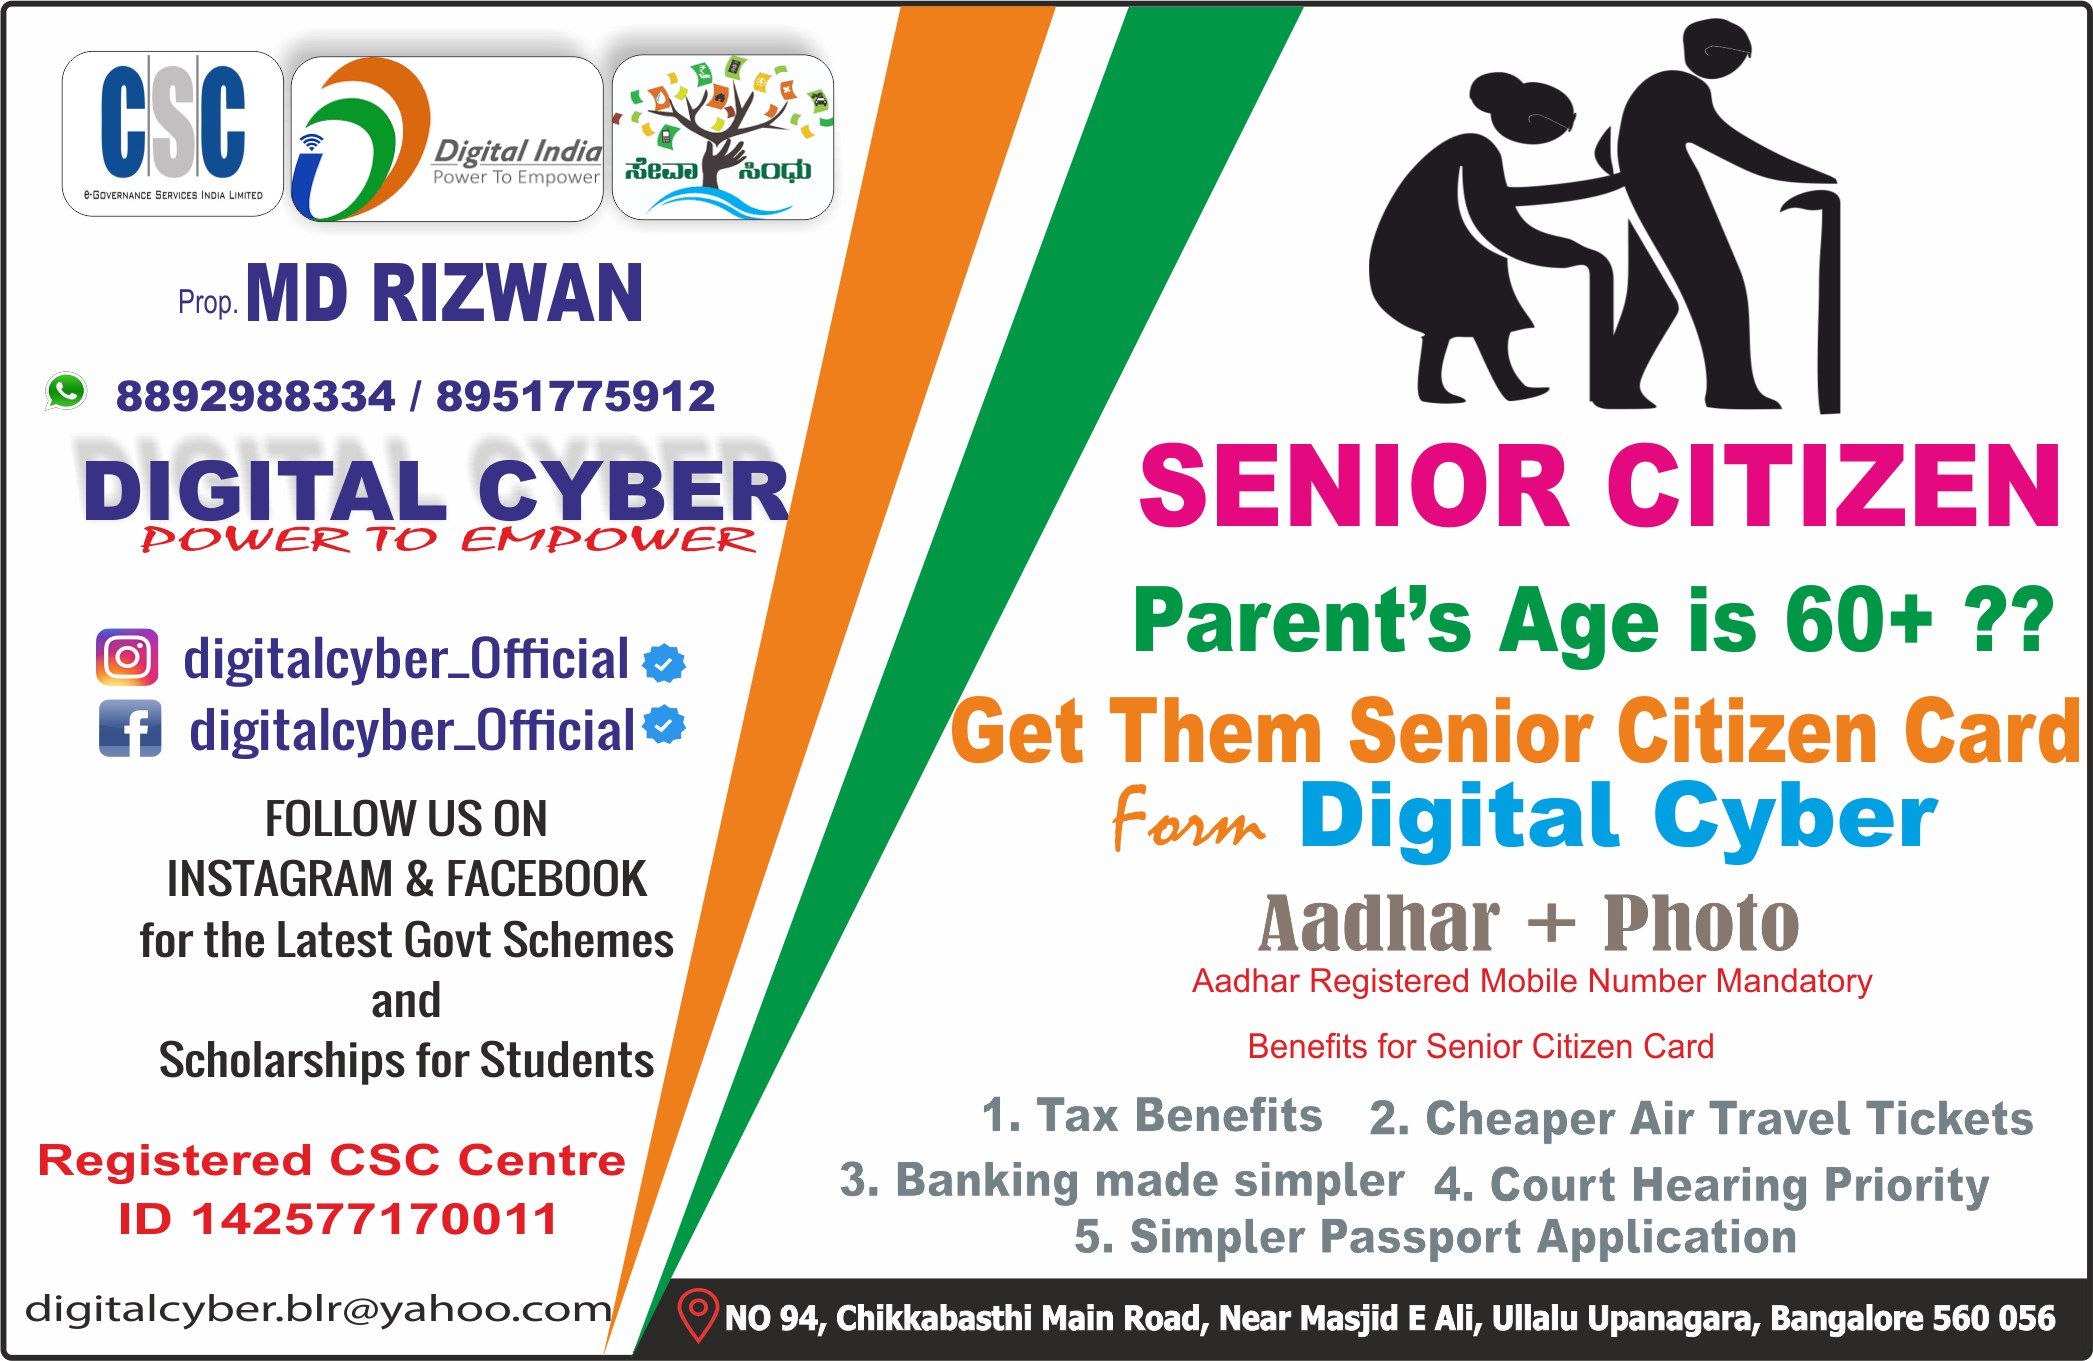 CSC
e-Governance Services India Limited
Digital India
Power To Empower
ಸೇವಾ ಸಿಂಧು
Prop. MD RIZWAN
8892988334 / 8951775912
DIGITAL CYBER
POWER TO EMPOWER
digitalcyber_Official
digitalcyber_Official
FOLLOW US ON
INSTAGRAM & FACEBOOK
for the Latest Govt Schemes
and
Scholarships for Students
Registered CSC Centre
ID 142577170011
digitalcyber.blr@yahoo.com
SENIOR CITIZEN
Parent’s Age is 60+ ??
Get Them Senior Citizen Card
Form Digital Cyber
Aadhar + Photo
Aadhar Registered Mobile Number Mandatory
Benefits for Senior Citizen Card
1. Tax Benefits 2. Cheaper Air Travel Tickets
3. Banking made simpler 4. Court Hearing Priority
5. Simpler Passport Application
NO 94, Chikkabasthi Main Road, Near Masjid E Ali, Ullalu Upanagara, Bangalore 560 056